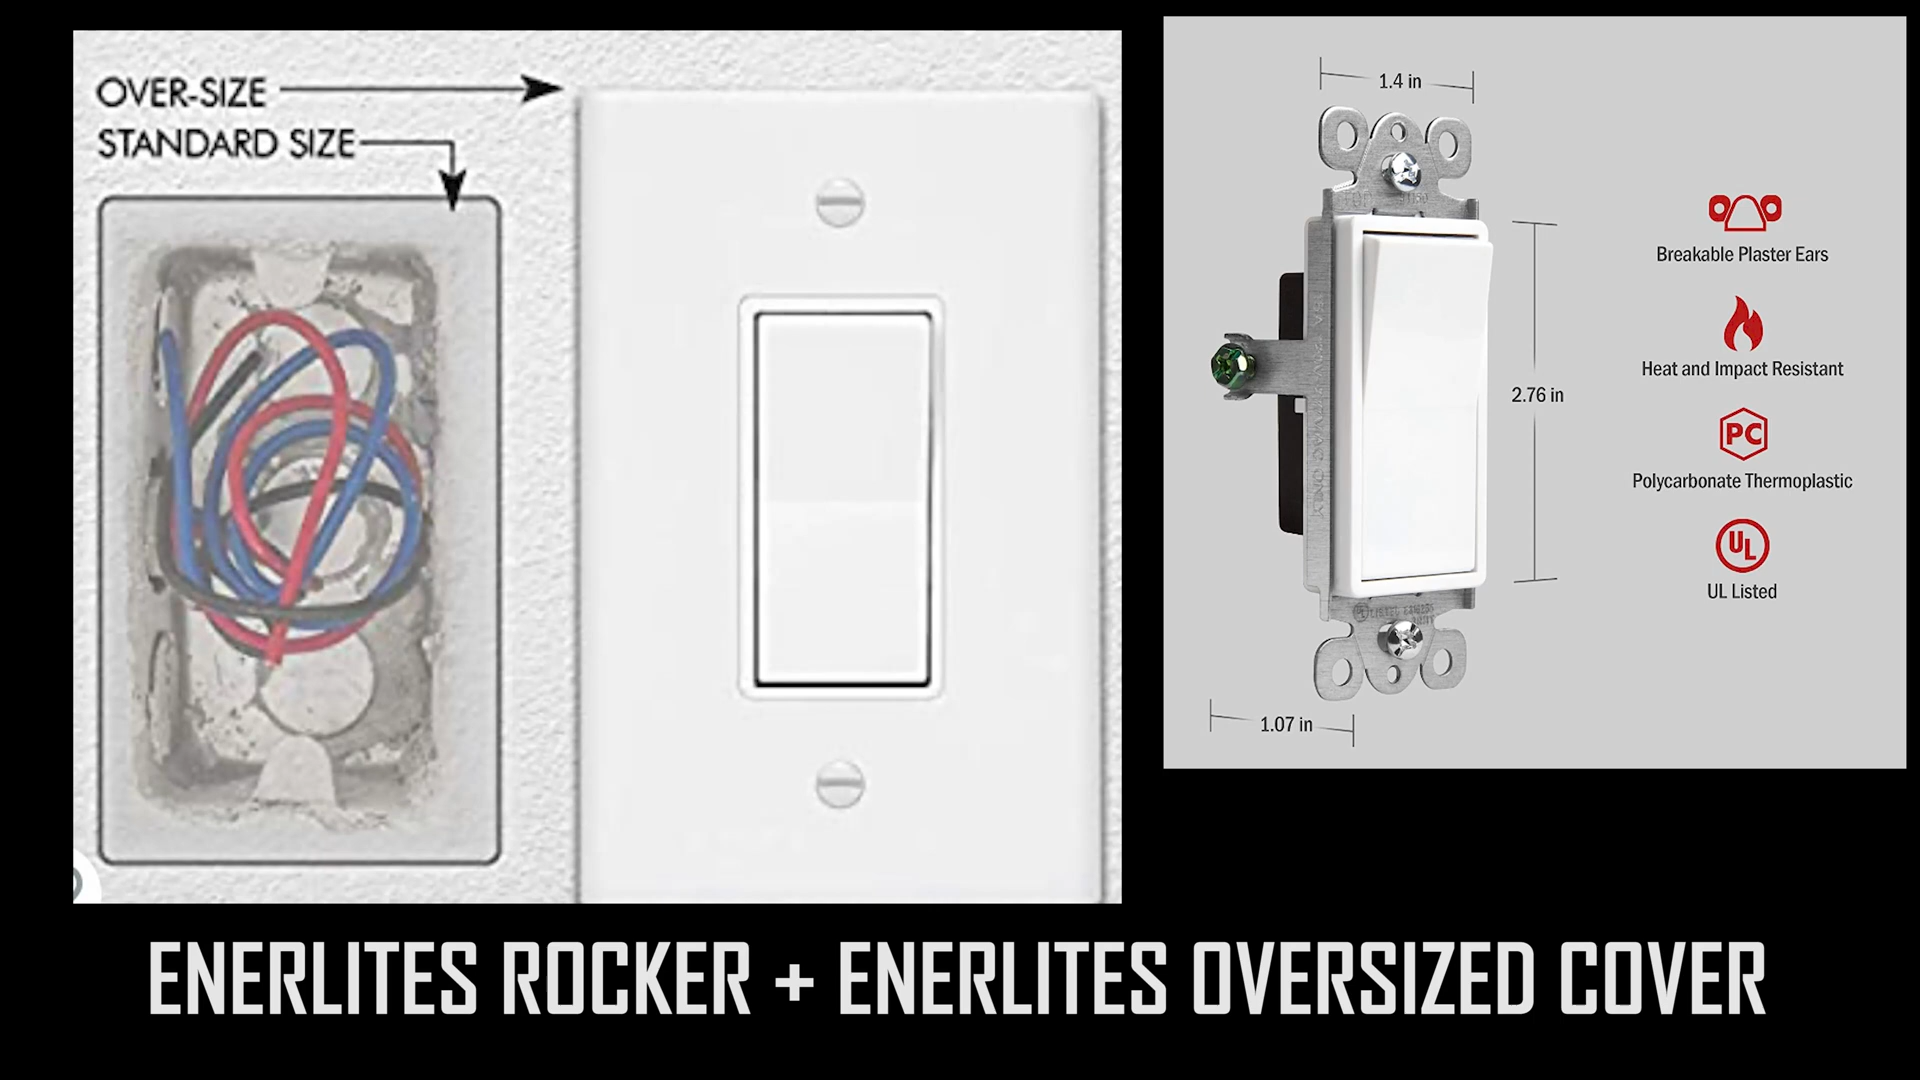 OVER-SIZE
STANDARD SIZE
1.4 in
2.76 in
1.07 in
Breakable Plaster Ears
Heat and Impact Resistant
PC
Polycarbonate Thermoplastic
UL
UL Listed
ENERLITES ROCKER + ENERLITES OVERSIZED COVER